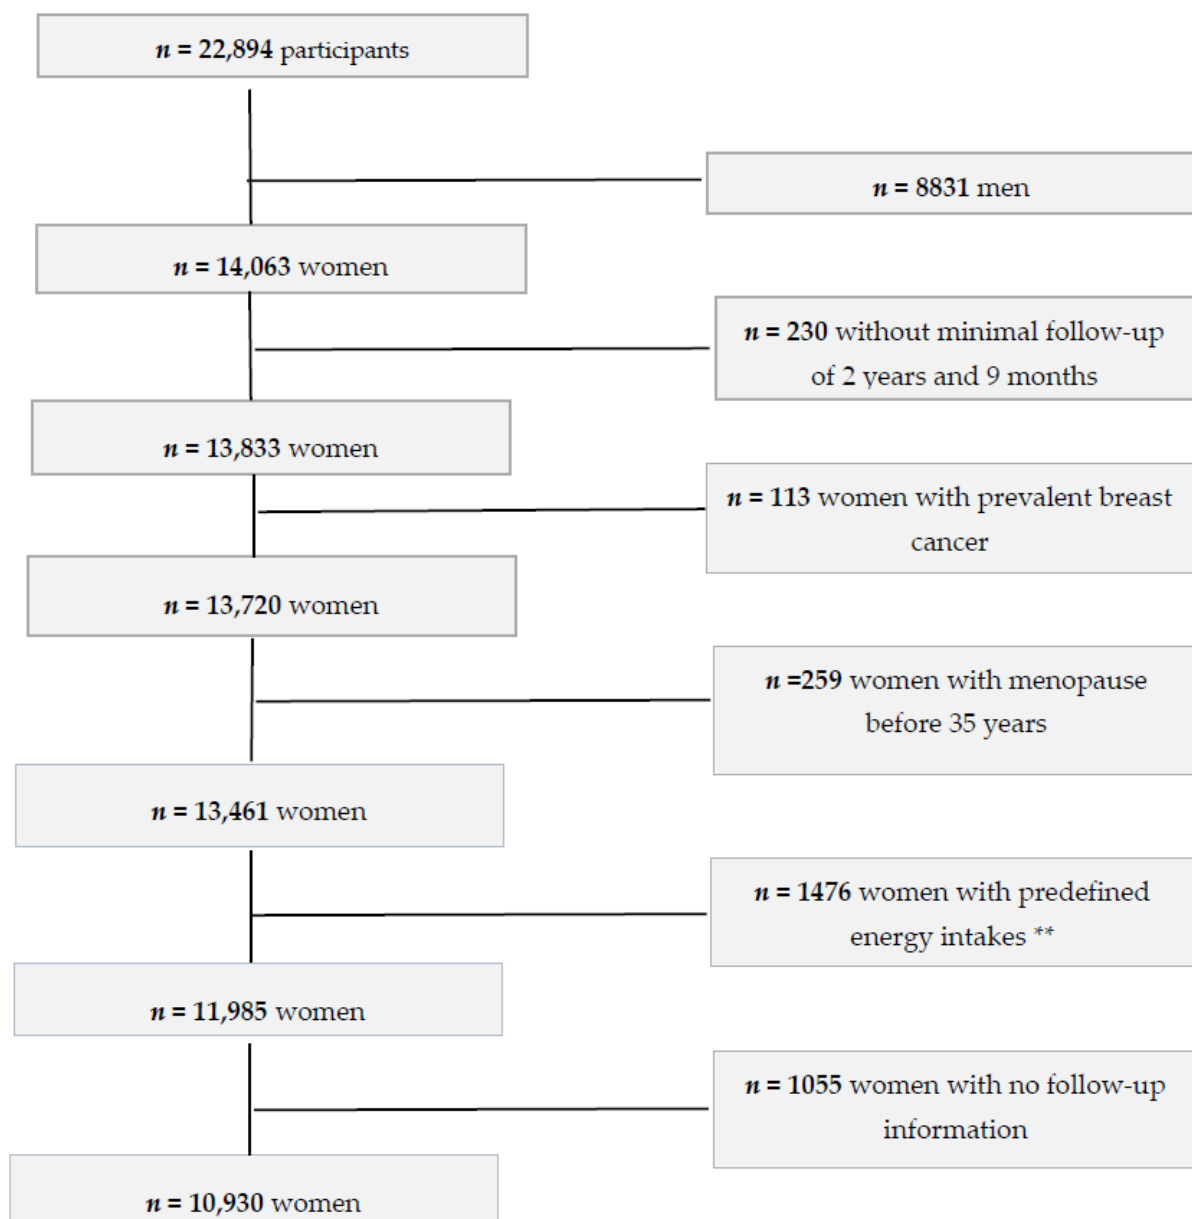 n = 22,894 participants
n = 8831 men
n = 14,063 women
n = 230 without minimal follow-up
of 2 years and 9 months
n = 13,833 women
n = 113 women with prevalent breast
cancer
n = 13,720 women
n =259 women with menopause
before 35 years
n = 13,461 women
n = 1476 women with predefined
energy intakes **
n = 11,985 women
n = 1055 women with no follow-up
information
n = 10,930 women